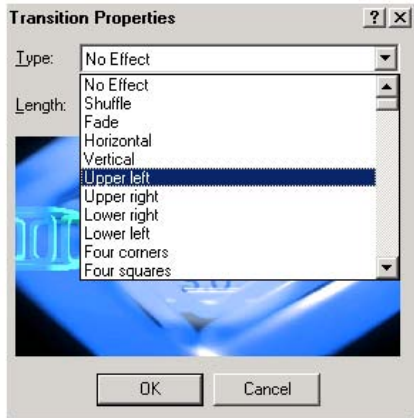 Transition Properties
Type: No Effect
No Effect
Length: Shuffle
Fade
Horizontal
Vertical
Upper left
Upper right
Lower right
Lower left
Four corners
Four squares
OK Cancel